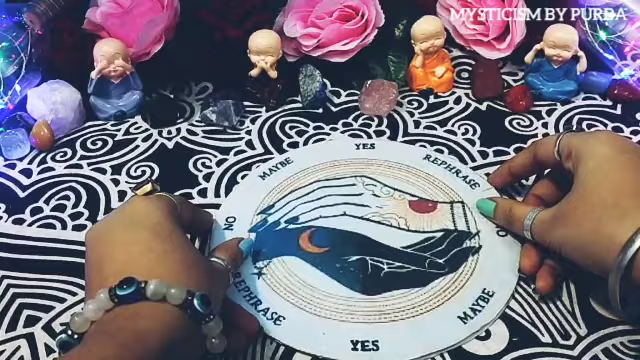 MYSTICISM BY PURBA
YES
MAYBE
REPHRASE
NO
REPHRASE
MAYBE
YES